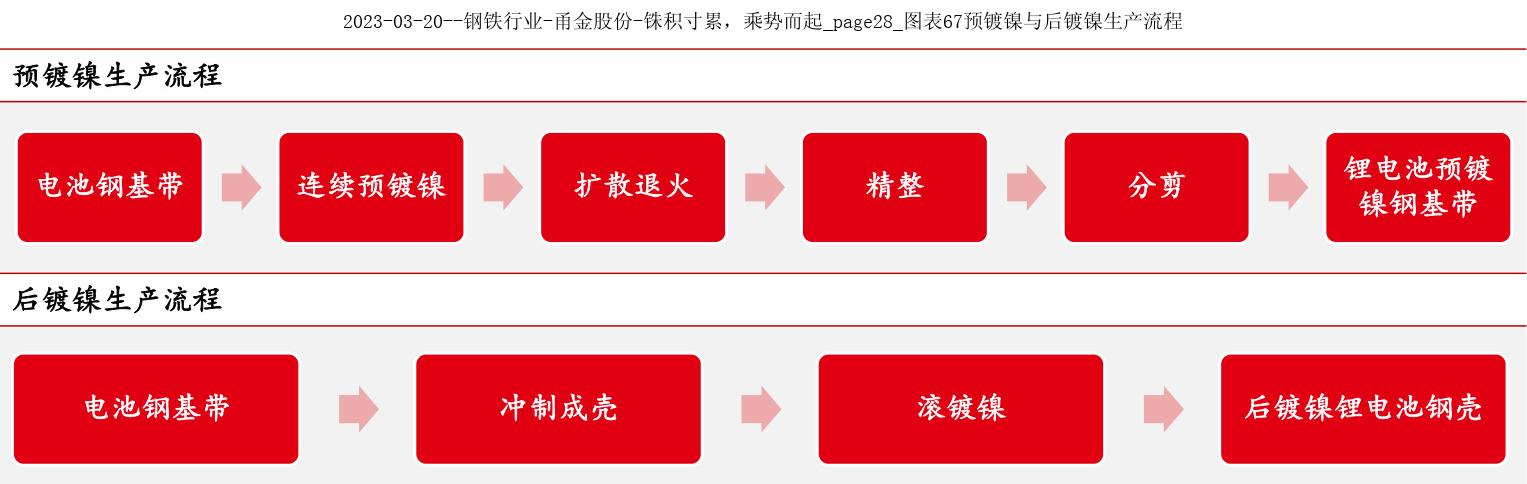 2023-03-20--钢铁行业-甬金股份-铢积寸累，乘势而起_page28_图表67预镀镍与后镀镍生产流程
预镀镍生产流程
电池钢基带
连续预镀镍
扩散退火
精整
分剪
锂电池预镀
镍钢基带
后镀镍生产流程
电池钢基带
冲制成壳
滚镀镍
后镀镍锂电池钢壳